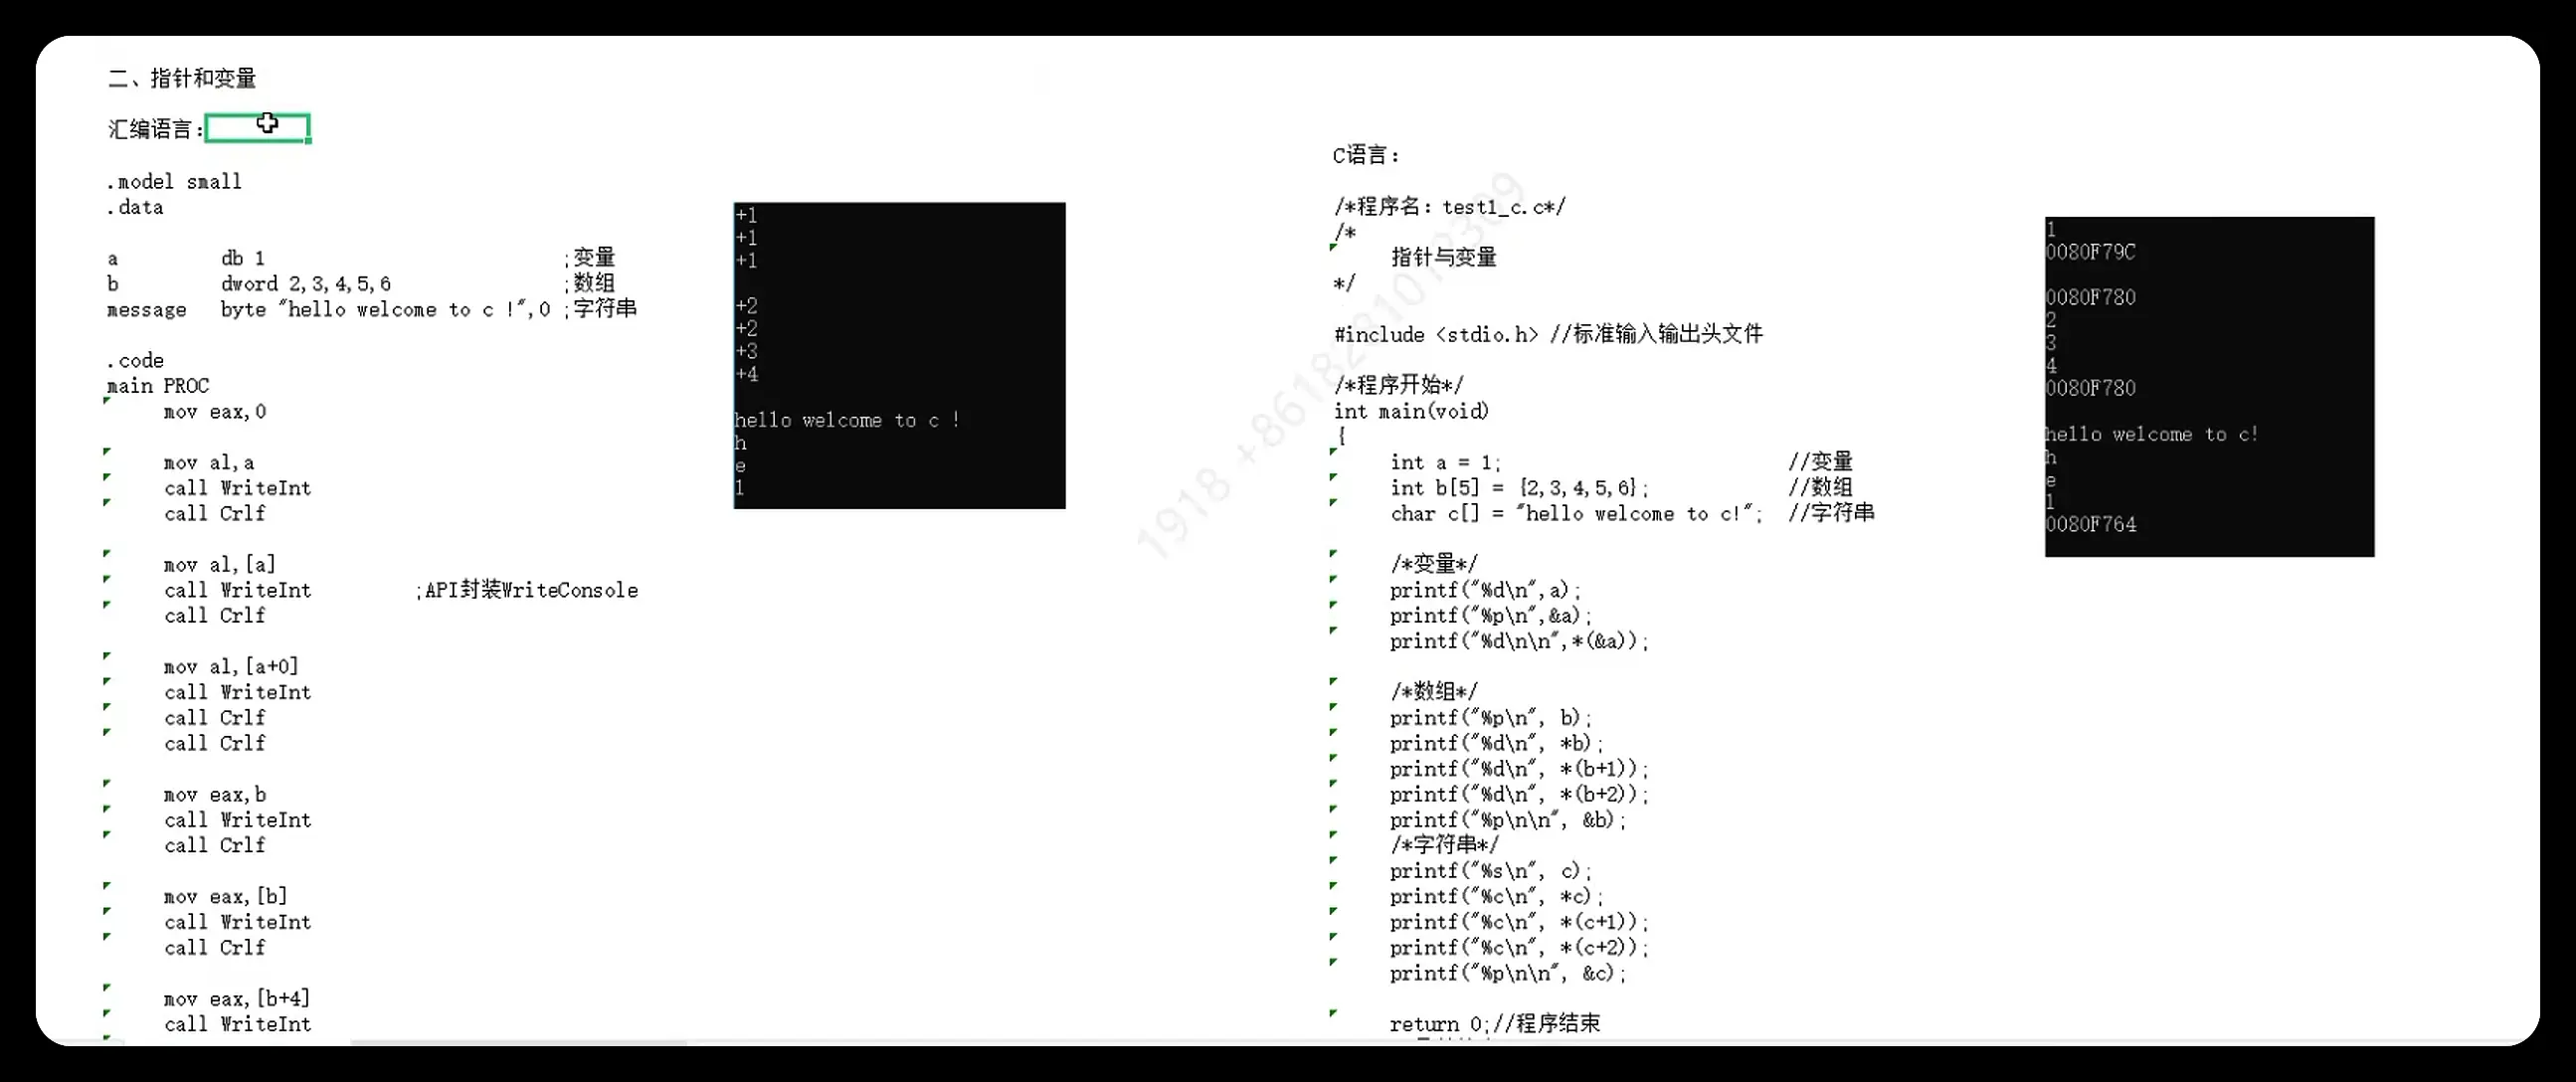 二、指针和变量
汇编语言:
.model small
.data
a db 1 ;变量
b dword 2,3,4,5,6 ;数组
message byte "hello welcome to c !",0 ;字符串
.code
main PROC
mov eax,0
mov al,a
call WriteInt
call Crlf
mov al,[a]
call WriteInt ;API封装WriteConsole
call Crlf
mov al,[a+0]
call WriteInt
call Crlf
call Crlf
mov eax,b
call WriteInt
call Crlf
mov eax,[b]
call WriteInt
call Crlf
mov eax,[b+4]
call WriteInt
+1
+1
+1
+2
+2
+3
+4
hello welcome to c !
h
e
l
C语言:
/*程序名: test1_c.c*/
/*
指针与变量
*/
#include <stdio.h> //标准输入输出头文件
/*程序开始*/
int main(void)
{
int a = 1; //变量
int b[5] = {2,3,4,5,6}; //数组
char c[] = "hello welcome to c!"; //字符串
/*变量*/
printf("%d\n",a);
printf("%p\n",&a);
printf("%d\n\n",*(&a));
/*数组*/
printf("%p\n", b);
printf("%d\n", *b);
printf("%d\n", *(b+1));
printf("%d\n", *(b+2));
printf("%p\n\n", &b);
/*字符串*/
printf("%s\n", c);
printf("%c\n", *c);
printf("%c\n", *(c+1));
printf("%c\n", *(c+2));
printf("%p\n\n", &c);
return 0;//程序结束
1
0080F79C
0080F780
2
3
4
0080F780
hello welcome to c!
h
e
l
0080F764